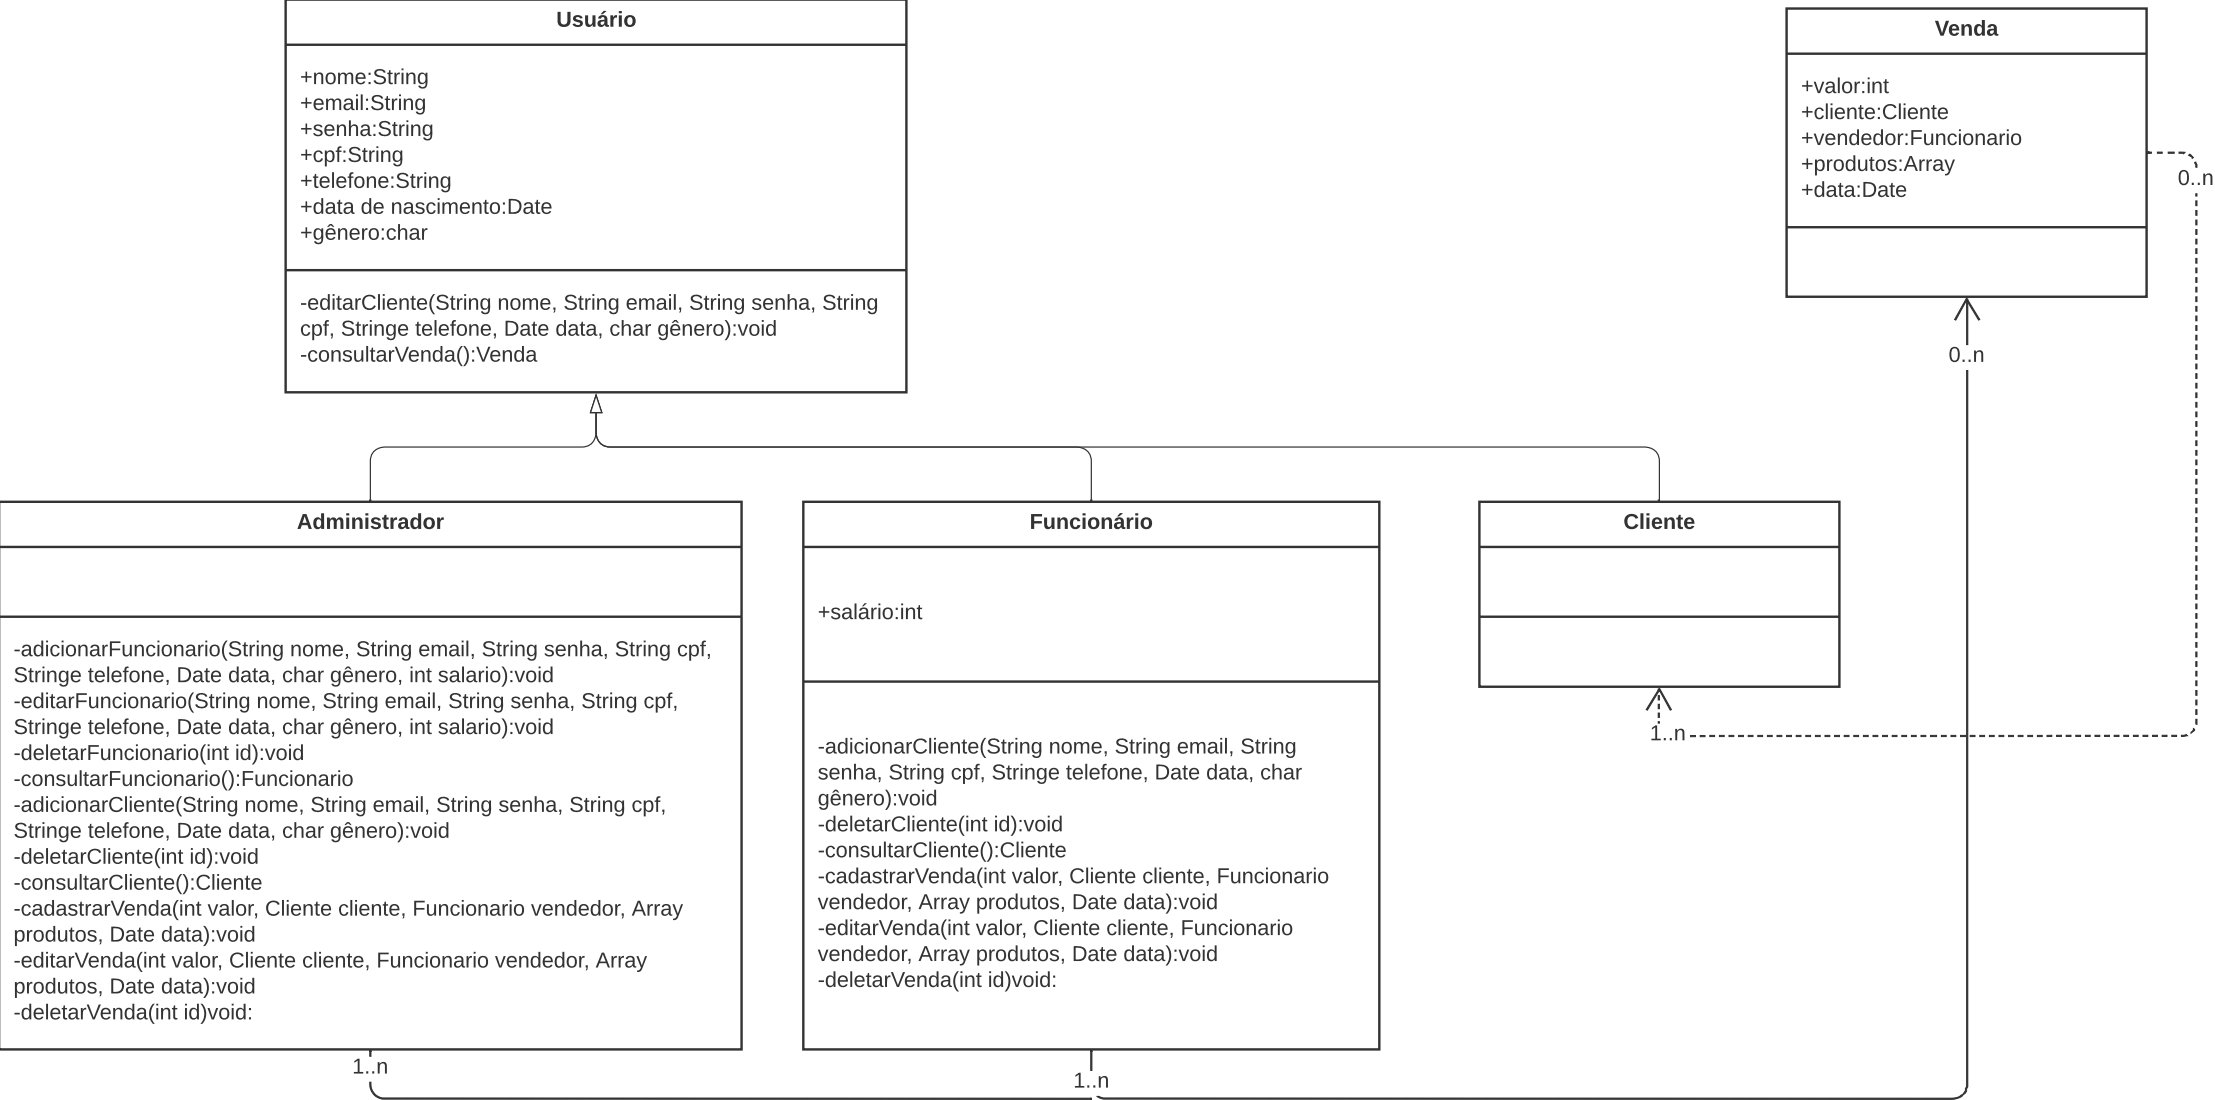 Usuário
+nome:String
+email:String
+senha:String
+cpf:String
+telefone:String
+data de nascimento:Date
+gênero:char
-editarCliente(String nome, String email, String senha, String
cpf, Stringe telefone, Date data, char gênero):void
-consultarVenda():Venda
Venda
+valor:int
+cliente:Cliente
+vendedor:Funcionario
+produtos:Array
+data:Date
0..n
0..n
Administrador
-adicionarFuncionario(String nome, String email, String senha, String cpf,
Stringe telefone, Date data, char gênero, int salario):void
-editarFuncionario(String nome, String email, String senha, String cpf,
Stringe telefone, Date data, char gênero, int salario):void
-deletarFuncionario(int id):void
-consultarFuncionario():Funcionario
-adicionarCliente(String nome, String email, String senha, String cpf,
Stringe telefone, Date data, char gênero):void
-deletarCliente(int id):void
-consultarCliente():Cliente
-cadastrarVenda(int valor, Cliente cliente, Funcionario vendedor, Array
produtos, Date data):void
-editarVenda(int valor, Cliente cliente, Funcionario vendedor, Array
produtos, Date data):void
-deletarVenda(int id)void:
1..n
Funcionário
+salário:int
-adicionarCliente(String nome, String email, String
senha, String cpf, Stringe telefone, Date data, char
gênero):void
-deletarCliente(int id):void
-consultarCliente():Cliente
-cadastrarVenda(int valor, Cliente cliente, Funcionario
vendedor, Array produtos, Date data):void
-editarVenda(int valor, Cliente cliente, Funcionario
vendedor, Array produtos, Date data):void
-deletarVenda(int id)void:
1..n
Cliente
1..n